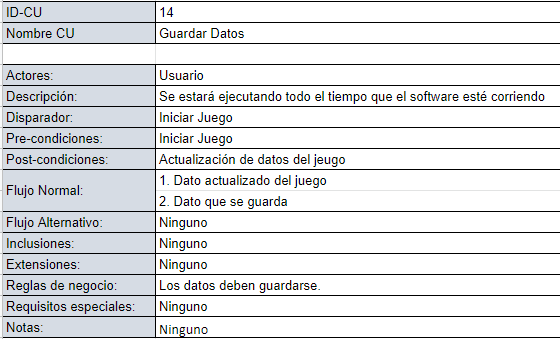 ID-CU 14
Nombre CU Guardar Datos
Actores: Usuario
Descripción: Se estará ejecutando todo el tiempo que el software esté corriendo
Disparador: Iniciar Juego
Pre-condiciones: Iniciar Juego
Post-condiciones: Actualización de datos del jeugo
Flujo Normal: 1. Dato actualizado del juego
2. Dato que se guarda
Flujo Alternativo: Ninguno
Inclusiones: Ninguno
Extensiones: Ninguno
Reglas de negocio: Los datos deben guardarse.
Requisitos especiales: Ninguno
Notas: Ninguno